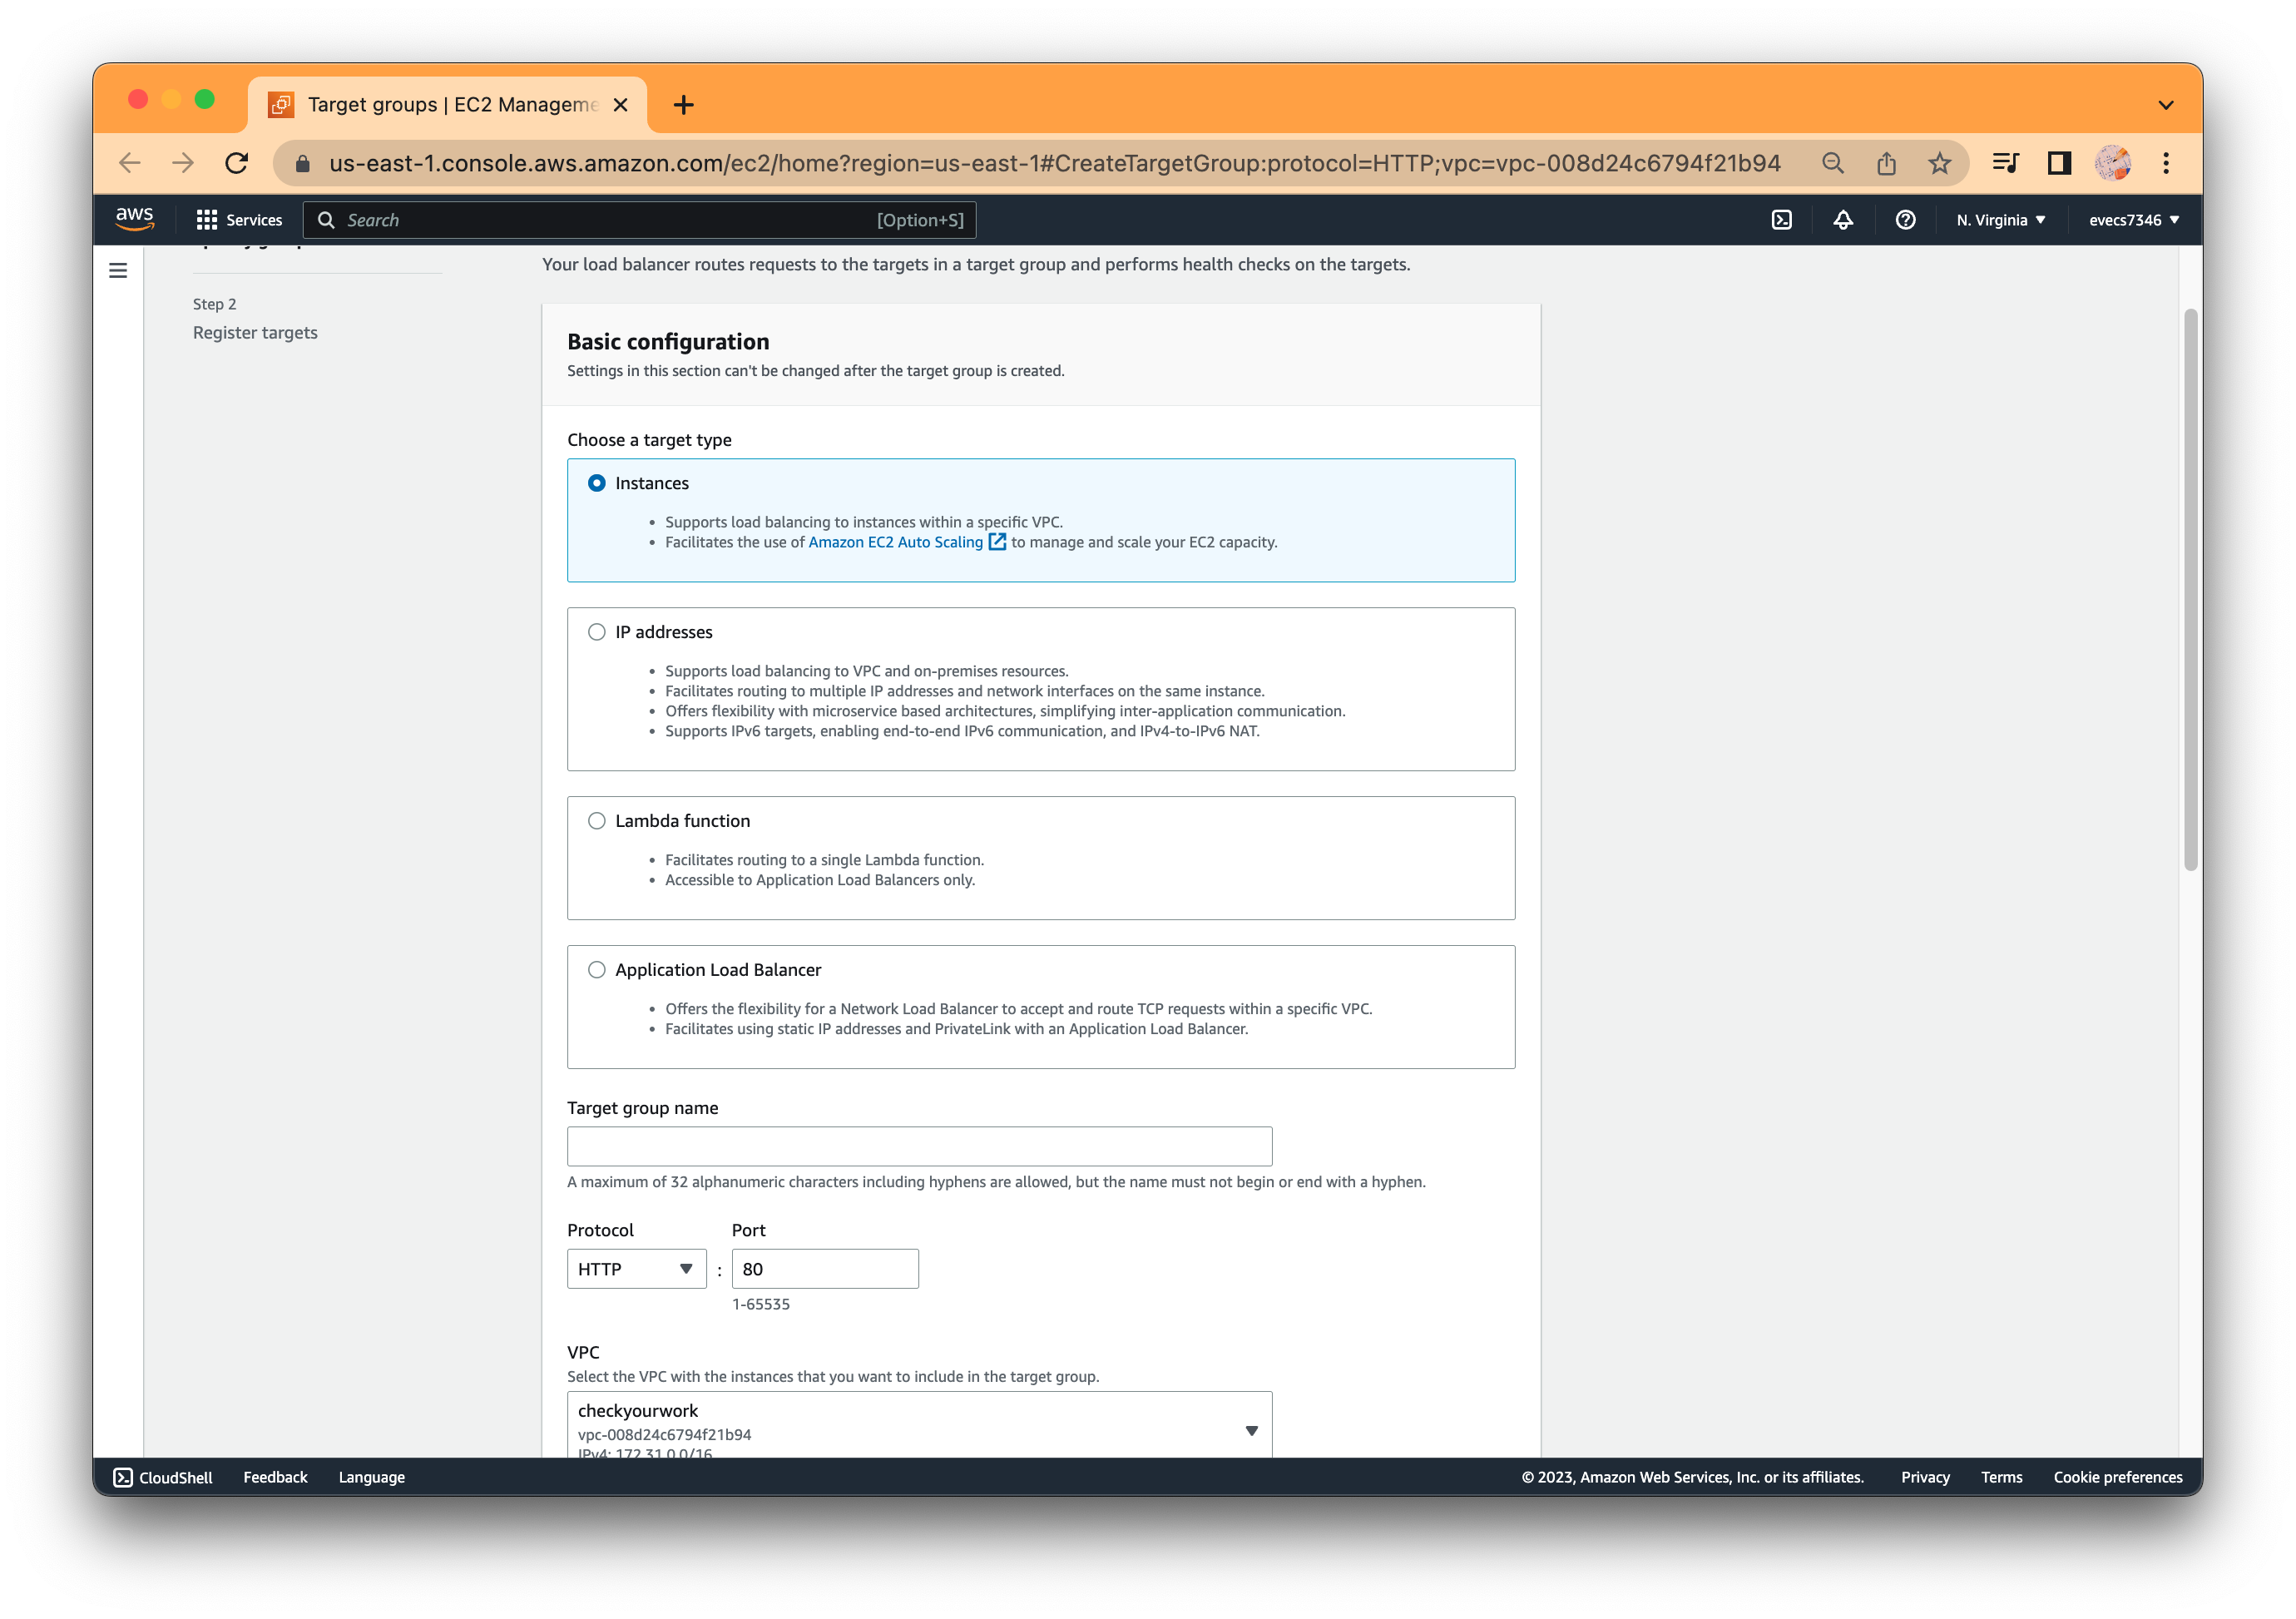 Target groups | EC2 Manageme
us-east-1.console.aws.amazon.com/ec2/home?region=us-east-1#CreateTargetGroup:protocol=HTTP;vpc=vpc-008d24c6794f21b94
aws
Services
Search
[Option+S]
N. Virginia
evecs7346
Your load balancer routes requests to the targets in a target group and performs health checks on the targets.
Step 2
Register targets
Basic configuration
Settings in this section can't be changed after the target group is created.
Choose a target type
Instances
• Supports load balancing to instances within a specific VPC.
• Facilitates the use of Amazon EC2 Auto Scaling to manage and scale your EC2 capacity.
IP addresses
• Supports load balancing to VPC and on-premises resources.
• Facilitates routing to multiple IP addresses and network interfaces on the same instance.
• Offers flexibility with microservice based architectures, simplifying inter-application communication.
• Supports IPv6 targets, enabling end-to-end IPv6 communication, and IPv4-to-IPv6 NAT.
Lambda function
• Facilitates routing to a single Lambda function.
• Accessible to Application Load Balancers only.
Application Load Balancer
• Offers the flexibility for a Network Load Balancer to accept and route TCP requests within a specific VPC.
• Facilitates using static IP addresses and PrivateLink with an Application Load Balancer.
Target group name
A maximum of 32 alphanumeric characters including hyphens are allowed, but the name must not begin or end with a hyphen.
Protocol Port
HTTP : 80
1-65535
VPC
Select the VPC with the instances that you want to include in the target group.
checkyourwork
vpc-008d24c6794f21b94
IPv4: 172.31.0.0/16
CloudShell Feedback Language © 2023, Amazon Web Services, Inc. or its affiliates. Privacy Terms Cookie preferences